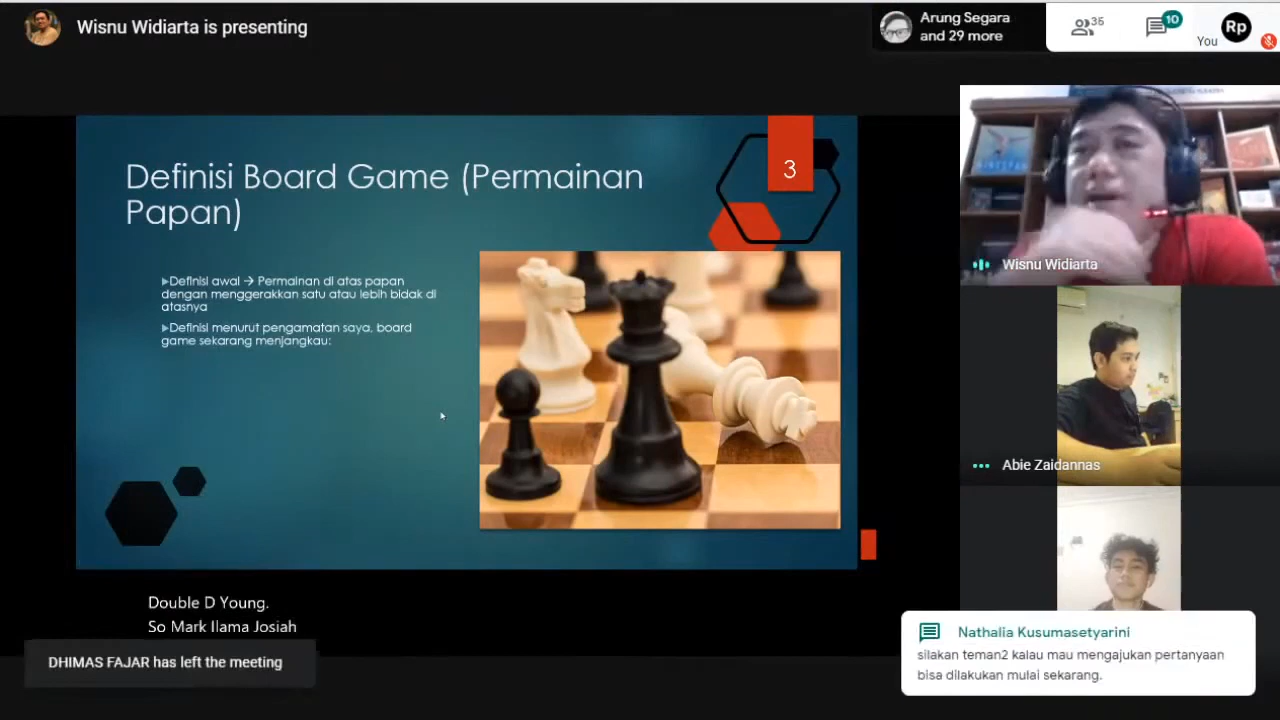 Wisnu Widiarta is presenting
Arung Segara
and 29 more
36
10
You
Rp
3
Definisi Board Game (Permainan
Papan)
Definisi awal → Permainan di atas papan
dengan menggerakkan satu atau lebih bidak di
atasnya
Definisi menurut pengamatan saya, board
game sekarang menjangkau:
Wisnu Widiarta
Abie Zaidannas
Double D Young.
So Mark Ilama Josiah
DHIMAS FAJAR has left the meeting
Nathalia Kusumasetyarini
silakan teman2 kalau mau mengajukan pertanyaan
bisa dilakukan mulai sekarang.